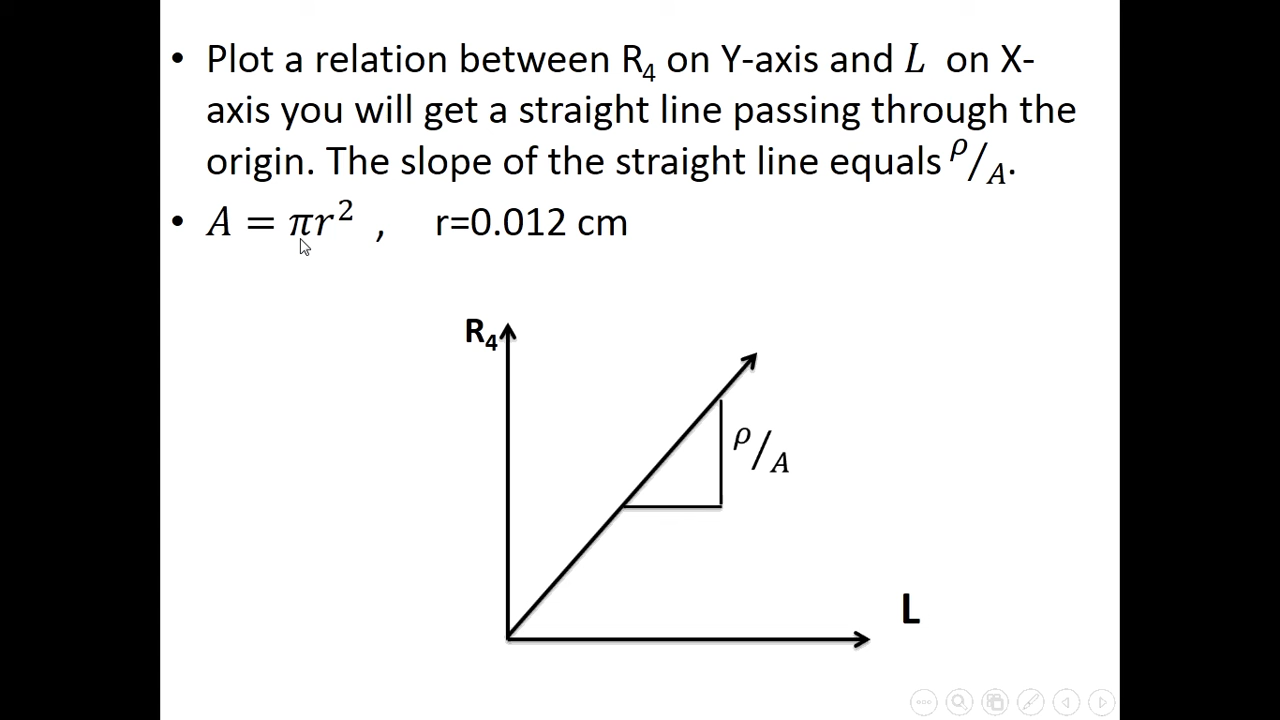 • Plot a relation between R₄ on Y-axis and L on X-
axis you will get a straight line passing through the
origin. The slope of the straight line equals ρ/A.
• A = πr² , r=0.012 cm
R₄
ρ/A
L